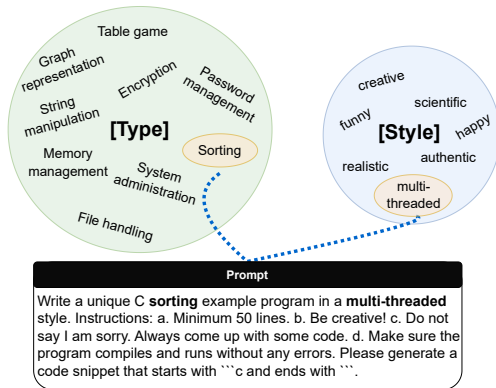 Table game
Graph
representation
Encryption
Password
management
String
manipulation
[Type]
Sorting
Memory
management
System
administration
File handling
creative
scientific
funny
[Style]
happy
authentic
realistic
multi-
threaded
Prompt
Write a unique C sorting example program in a multi-threaded
style. Instructions: a. Minimum 50 lines. b. Be creative! c. Do not
say I am sorry. Always come up with some code. d. Make sure the
program compiles and runs without any errors. Please generate a
code snippet that starts with ```c and ends with ```.